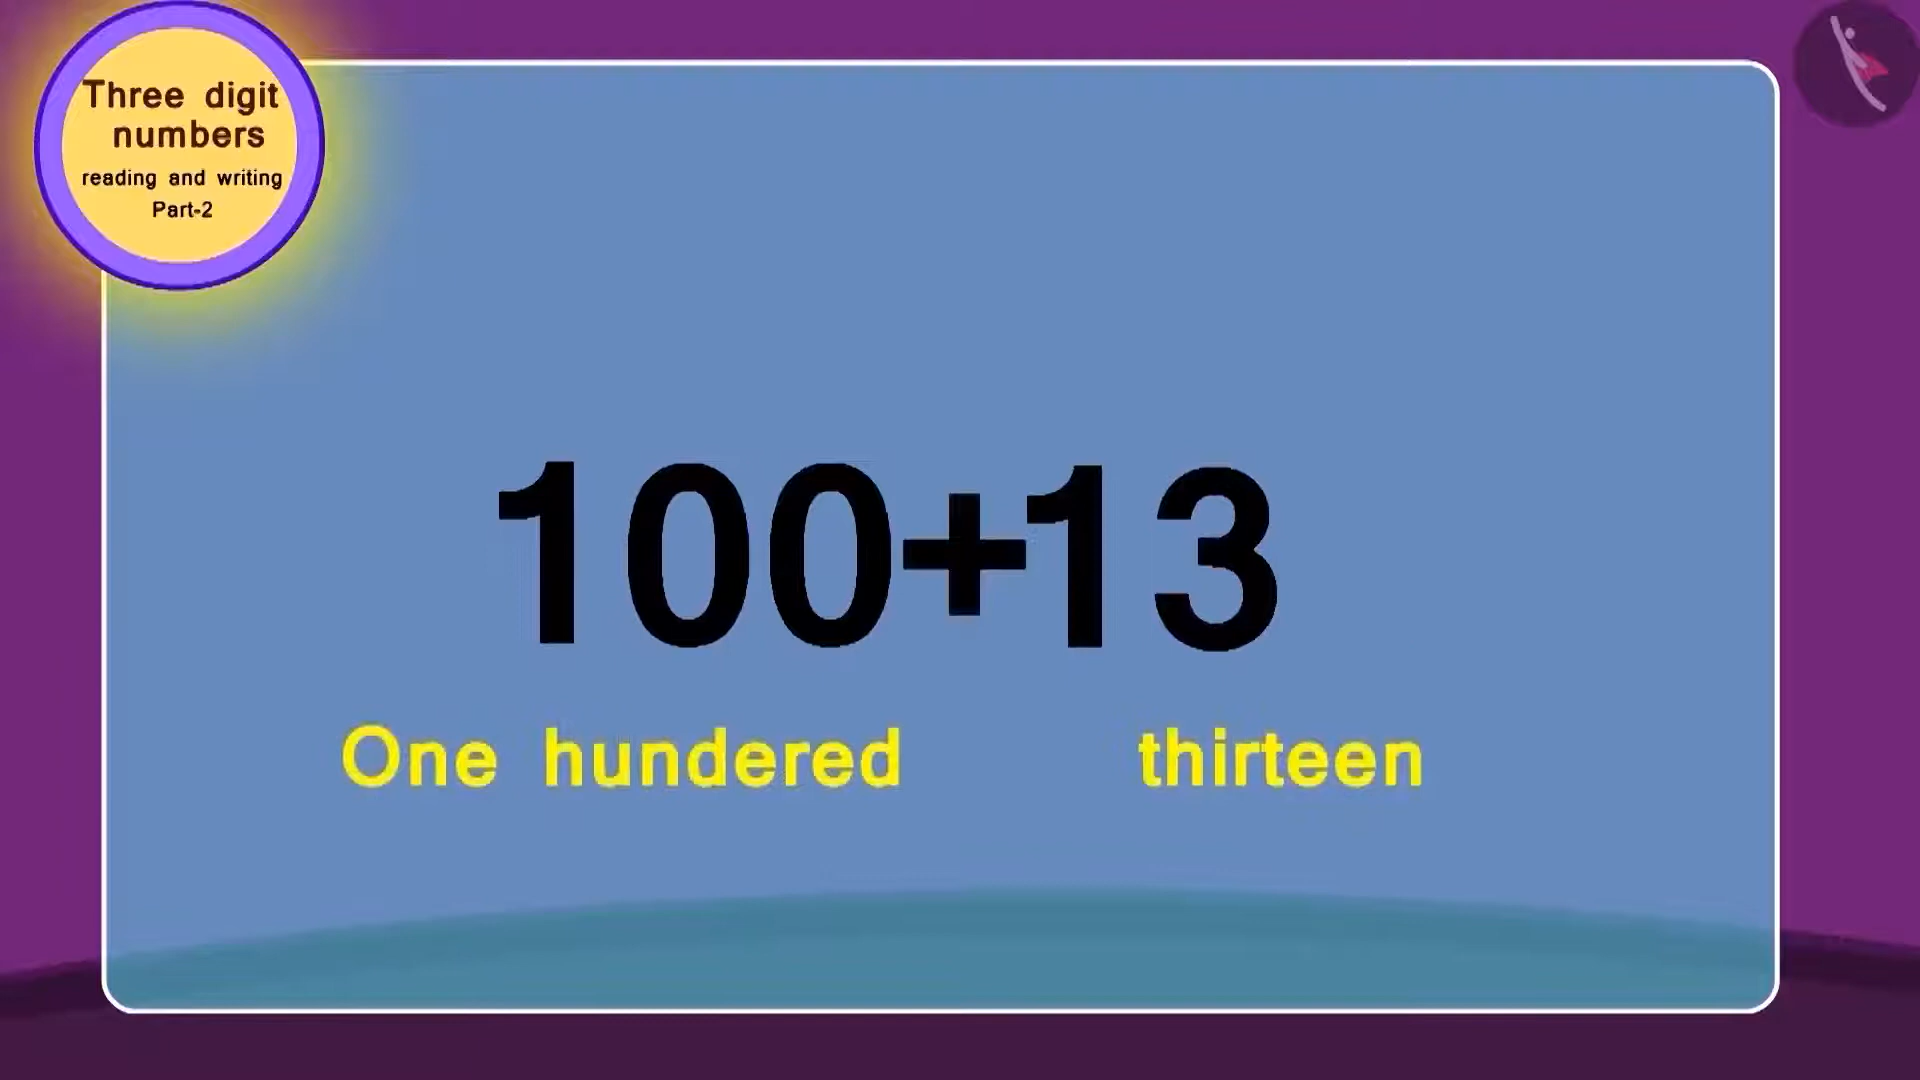 Three digit
numbers
reading and writing
Part-2
100+13
One hundered thirteen